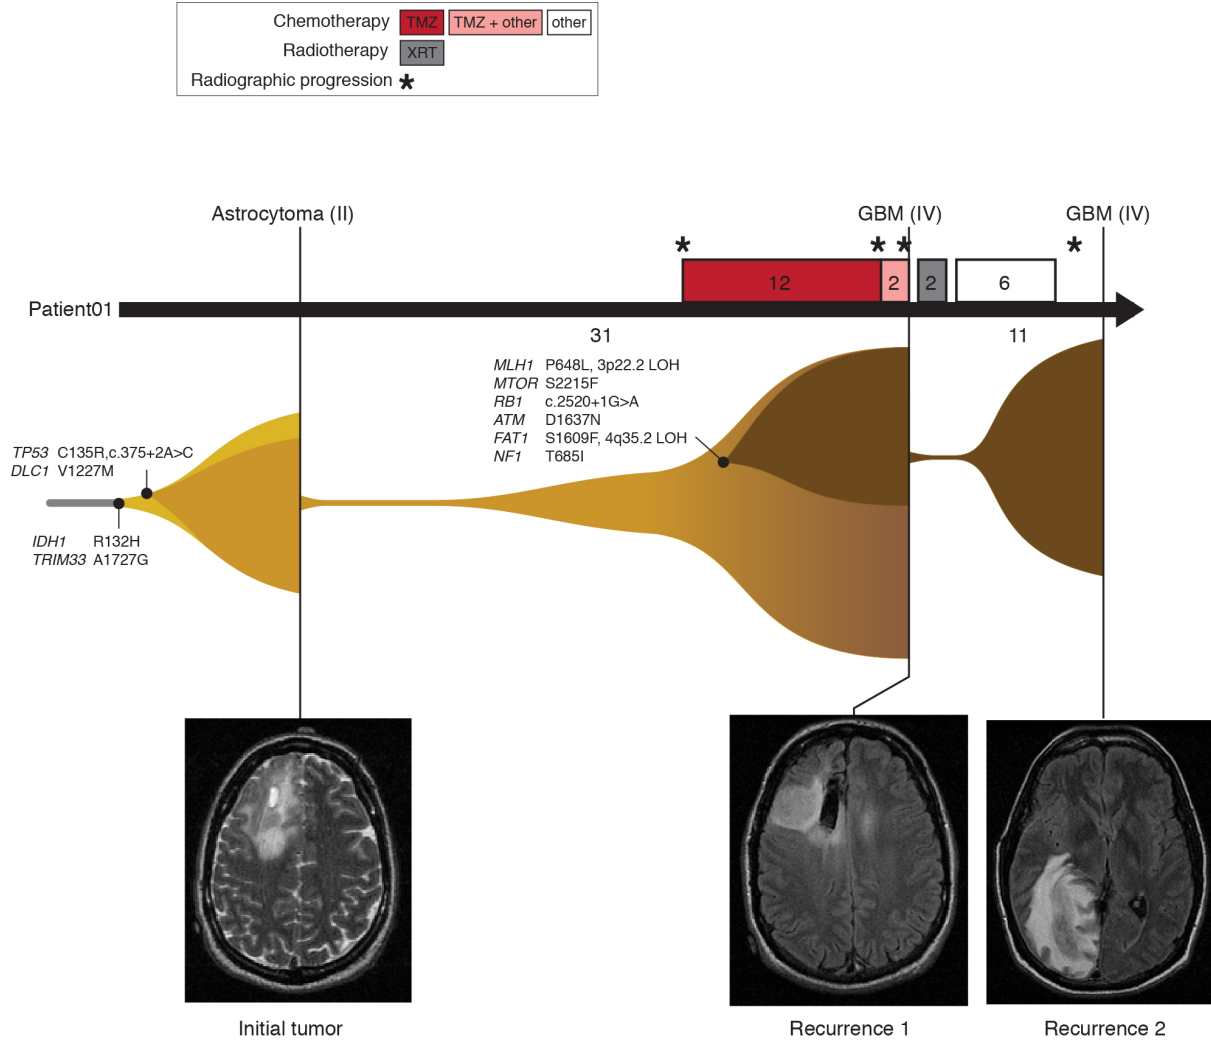 Chemotherapy TMZ TMZ + other other
Radiotherapy XRT
Radiographic progression *
Astrocytoma (II) GBM (IV) GBM (IV)
* * * *
12 2 2 6
Patient01
31 11
MLH1 P648L, 3p22.2 LOH
MTOR S2215F
RB1 c.2520+1G>A
ATM D1637N
FAT1 S1609F, 4q35.2 LOH
NF1 T685I
TP53 C135R,c.375+2A>C
DLC1 V1227M
IDH1 R132H
TRIM33 A1727G
Initial tumor Recurrence 1 Recurrence 2